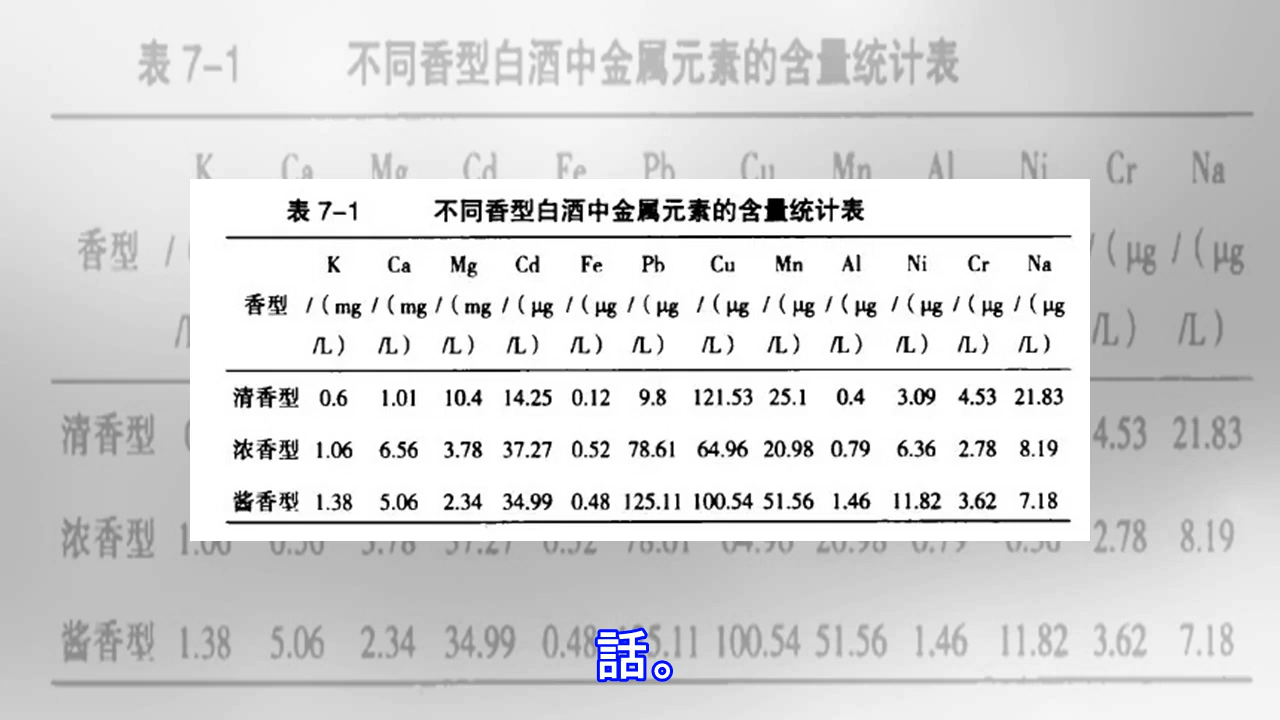 表 7-1 不同香型白酒中金属元素的含量统计表
K Ca Mg Cd Fe Pb Cu Mn Al Ni Cr Na
香型 /(mg /(mg /(mg /(μg /(μg /(μg /(μg /(μg /(μg /(μg /(μg /(μg
/L) /L) /L) /L) /L) /L) /L) /L) /L) /L) /L) /L)
清香型 0.6 1.01 10.4 14.25 0.12 9.8 121.53 25.1 0.4 3.09 4.53 21.83
浓香型 1.06 6.56 3.78 37.27 0.52 78.61 64.96 20.98 0.79 6.36 2.78 8.19
酱香型 1.38 5.06 2.34 34.99 0.48 125.11 100.54 51.56 1.46 11.82 3.62 7.18
話。